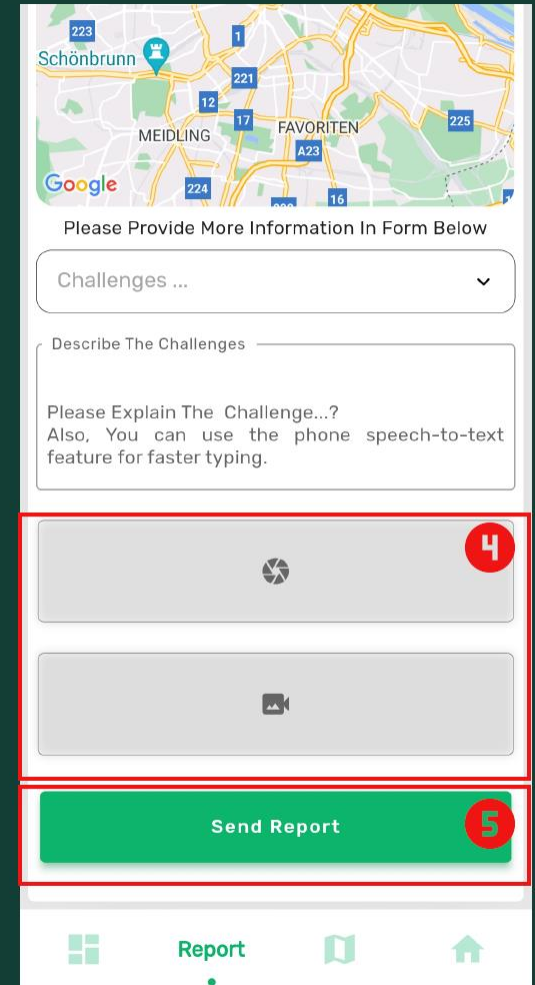 223
1
Schönbrunn
221
12
17
225
MEIDLING
FAVORITEN
A23
Google
224
16
Please Provide More Information In Form Below
Challenges ...
Describe The Challenges
Please Explain The Challenge...?
Also, You can use the phone speech-to-text
feature for faster typing.
4
Send Report
5
Report